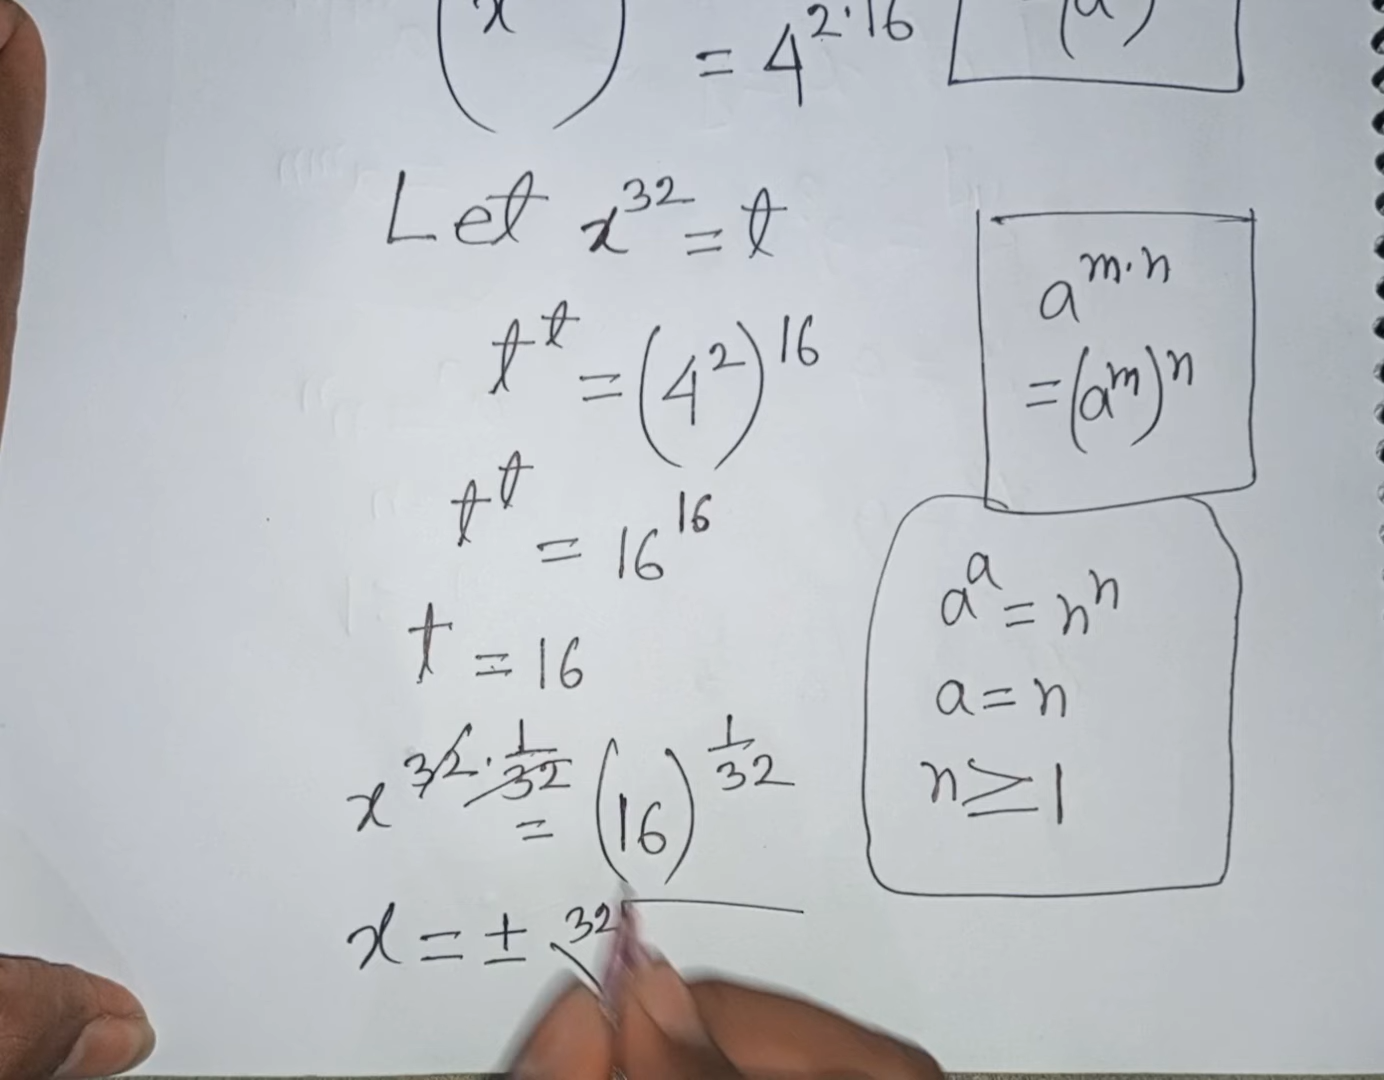 (x) = 4^{2·16}
(a)
Let x^{32} = t
t^t = (4^2)^{16}
t^t = 16^{16}
t = 16
x^{32·1/32} = (16)^{1/32}
x = ± ^{32}√
a^{m·n}
= (a^m)^n
a^a = n^n
a = n
n ≥ 1